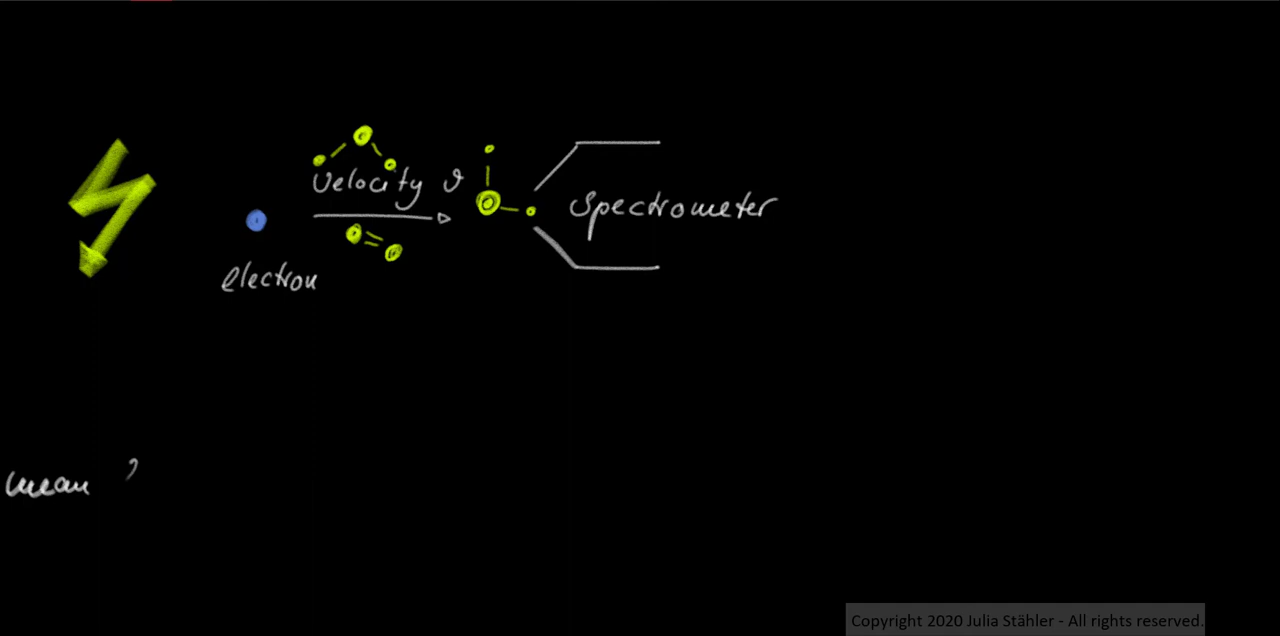 velocity v
Spectrometer
electron
mean
Copyright 2020 Julia Stähler - All rights reserved.